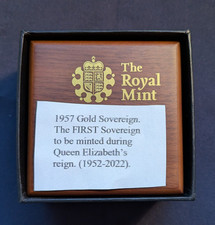 The
Royal
Mint
1957 Gold Sovereign.
The FIRST Sovereign
to be minted during
Queen Elizabeth's
reign. (1952-2022).